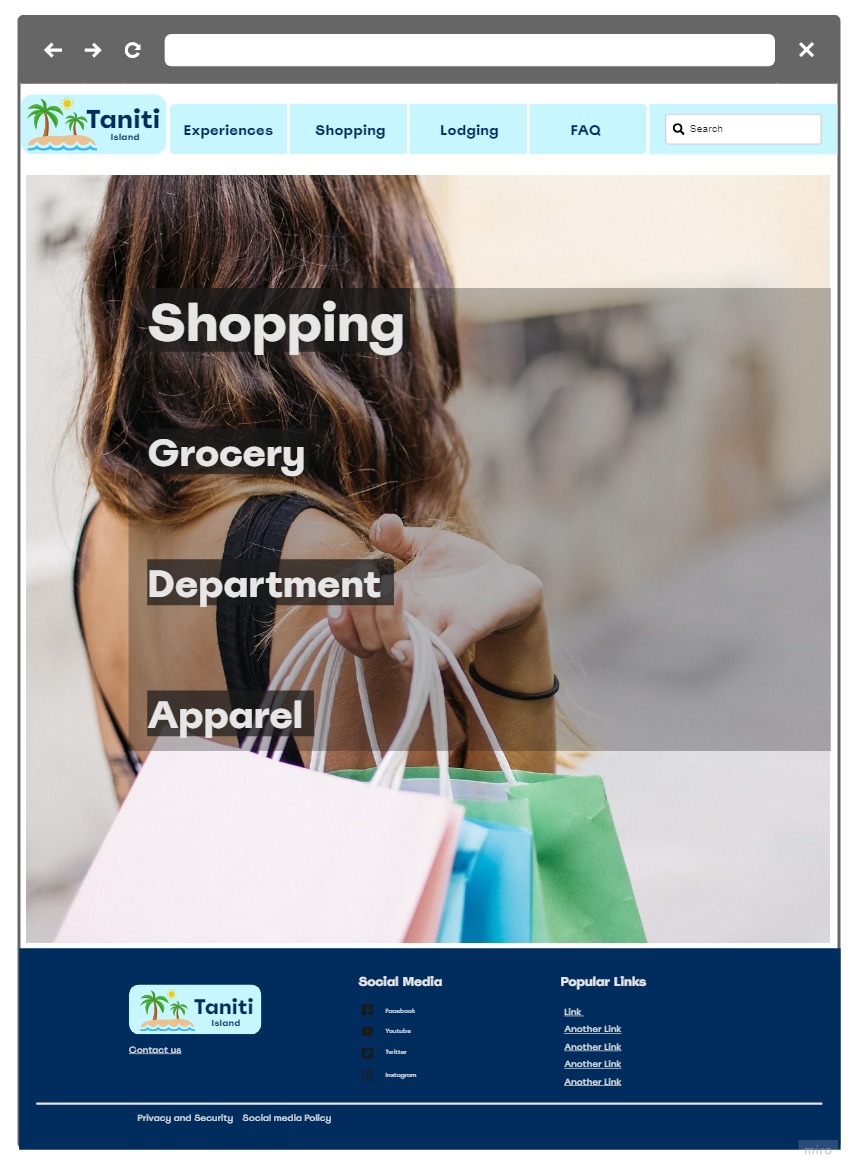 Taniti
Island
Experiences
Shopping
Lodging
FAQ
Search
Shopping
Grocery
Department
Apparel
Taniti
Island
Contact us
Social Media
Facebook
Youtube
Twitter
Instagram
Popular Links
Link
Another Link
Another Link
Another Link
Another Link
Privacy and Security
Social media Policy
miro